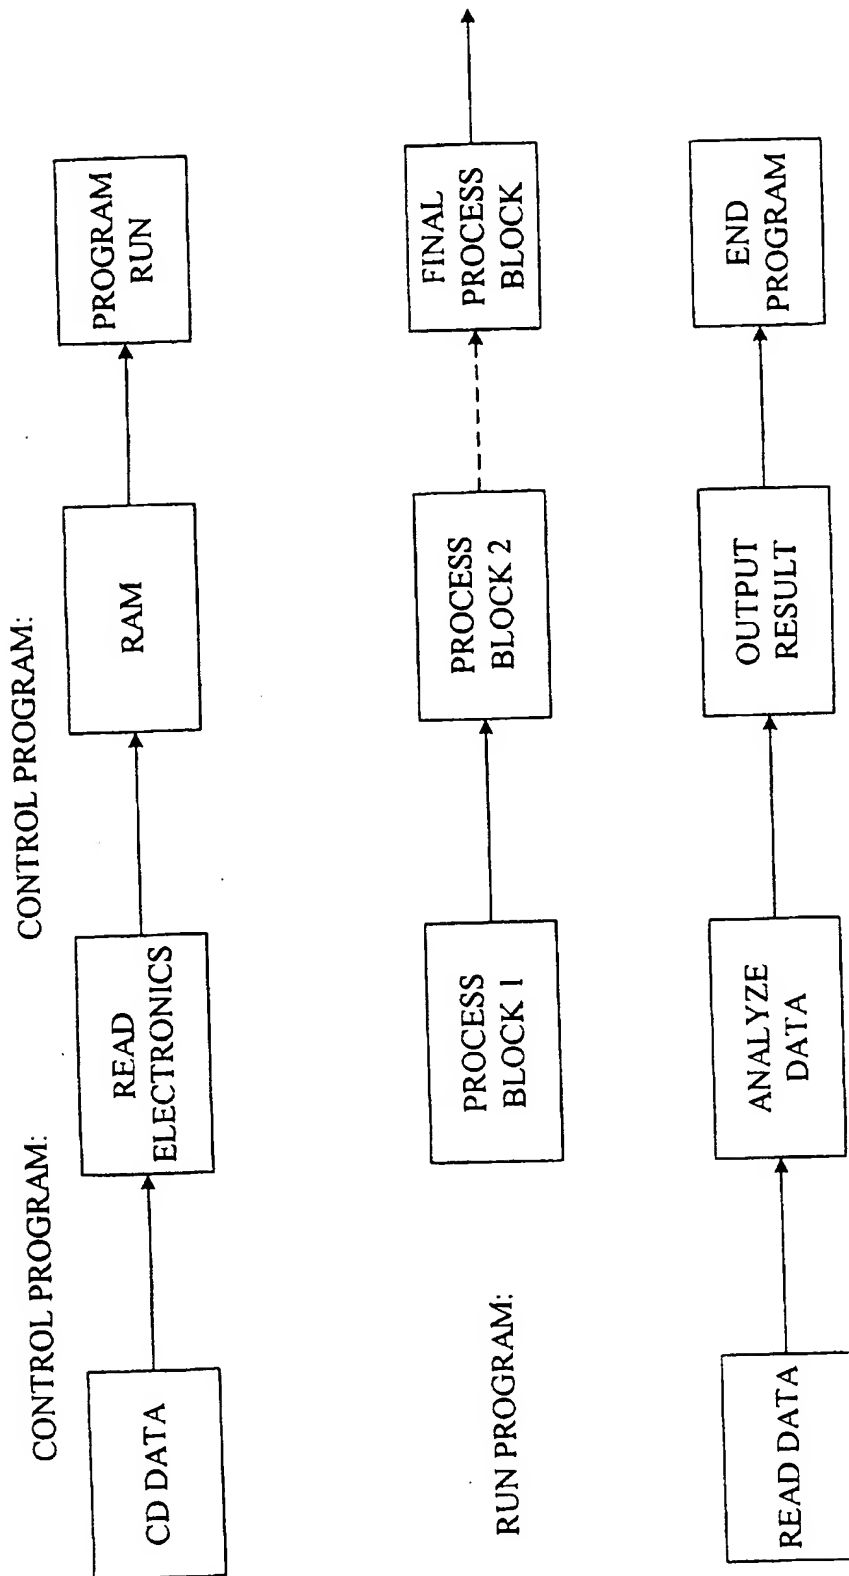 CONTROL PROGRAM:
CONTROL PROGRAM:
CD DATA
READ
ELECTRONICS
RAM
PROGRAM
RUN
RUN PROGRAM:
PROCESS
BLOCK 1
PROCESS
BLOCK 2
FINAL
PROCESS
BLOCK
READ DATA
ANALYZE
DATA
OUTPUT
RESULT
END
PROGRAM